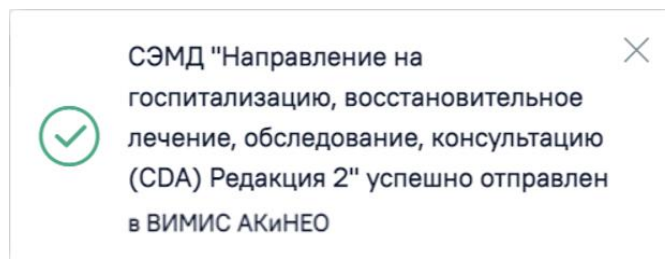 СЭМД "Направление на
госпитализацию, восстановительное
лечение, обследование, консультацию
(CDA) Редакция 2" успешно отправлен
в ВИМИС АКиНЕО